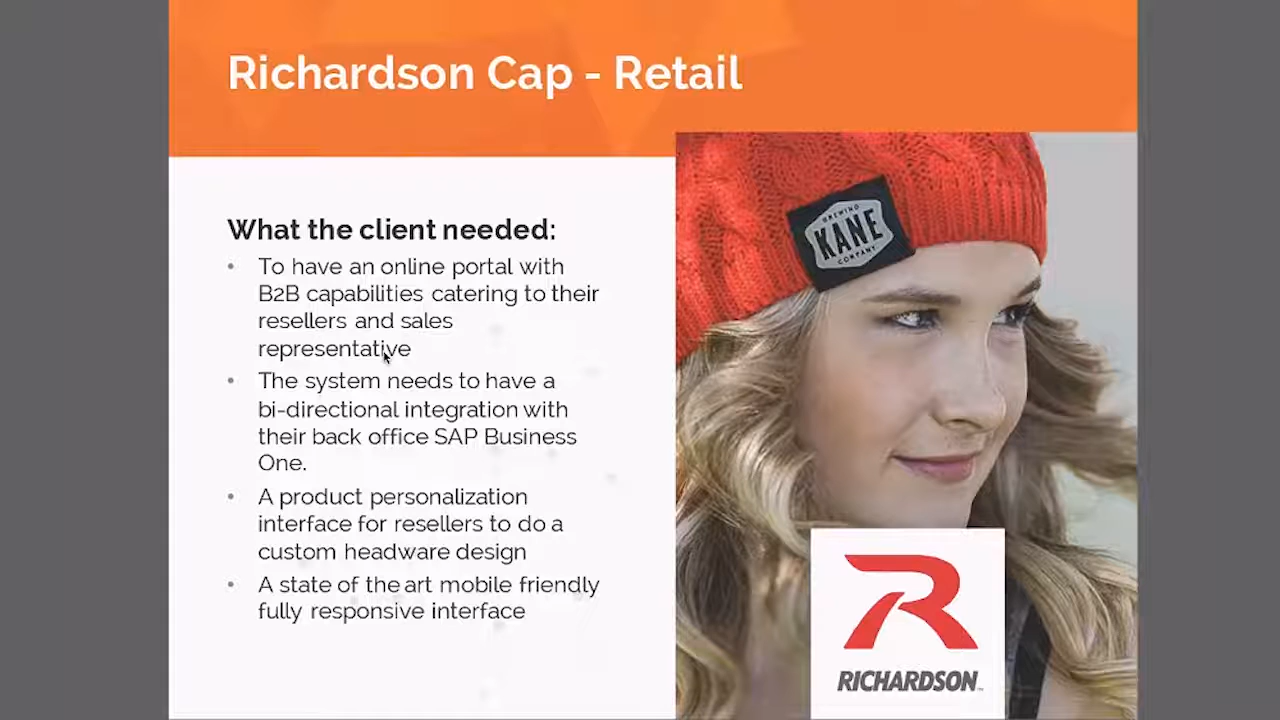 Richardson Cap - Retail
What the client needed:
• To have an online portal with
B2B capabilities catering to their
resellers and sales
representative
• The system needs to have a
bi-directional integration with
their back office SAP Business
One.
• A product personalization
interface for resellers to do a
custom headware design
• A state of the art mobile friendly
fully responsive interface
BREWING
KANE
COMPANY
RICHARDSON